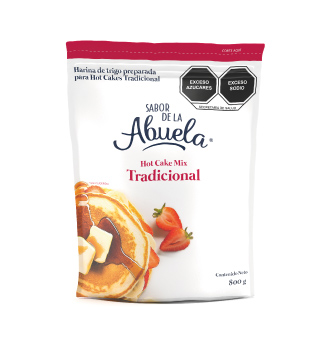 Harina de trigo preparada
para Hot Cakes Tradicional
EXCESO
AZÚCARES
EXCESO
SODIO
SECRETARÍA DE SALUD
SABOR
DE LA
Abuela®
Hot Cake Mix
Tradicional
Contenido Neto
800 g